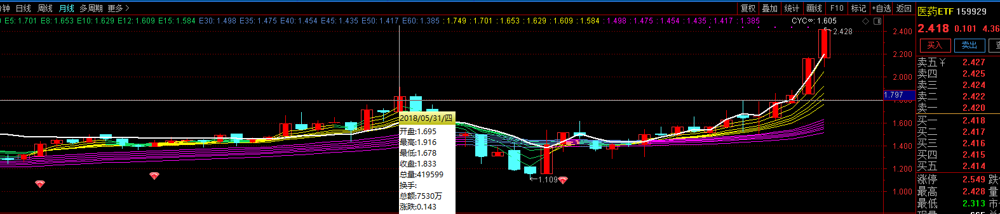 分钟 日线 周线 月线 多周期 更多 >
复权 叠加 统计 画线 F10 标记 +自选 返回
E5: 1.701 E8: 1.653 E10: 1.629 E12: 1.609 E15: 1.584 E30: 1.498 E35: 1.475 E40: 1.454 E45: 1.435 E50: 1.417 E60: 1.385 : 1.749 : 1.701 : 1.653 : 1.629 : 1.609 : 1.584 : 1.498 : 1.475 : 1.454 : 1.435 : 1.417 : 1.385 CYC∞: 1.605
2.428
1.109
2.400
2.200
2.000
1.797
1.600
1.400
1.200
1.000
2018/05/31/四
开盘:1.695
最高:1.916
最低:1.678
收盘:1.833
总量:419599
换手:
总额:7530万
涨跌:0.143
医药ETF 159929
2.418 0.101 4.36
买入 卖出
卖五 ¥ 2.427
卖四 2.425
卖三 2.424
卖二 2.422
卖一 2.420
买一 2.418
买二 2.417
买三 2.416
买四 2.415
买五 2.414
涨停 2.549 跌
最高 2.428 量
最低 2.313 市